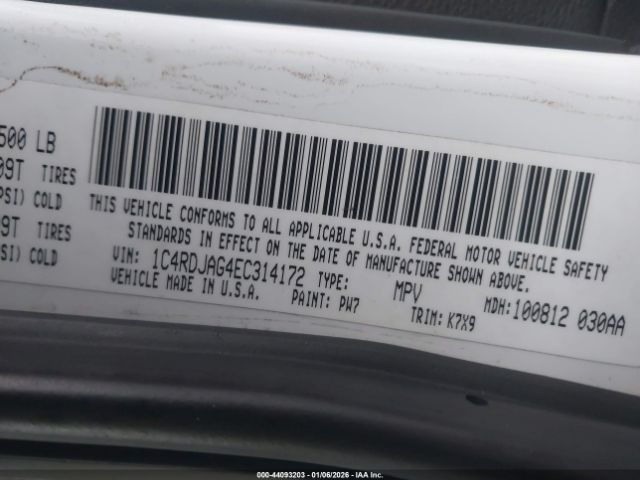 500 LB
09T TIRES
PSI) COLD
9T TIRES
SI) COLD
THIS VEHICLE CONFORMS TO ALL APPLICABLE U.S.A. FEDERAL MOTOR VEHICLE SAFETY
STANDARDS IN EFFECT ON THE DATE OF MANUFACTURE SHOWN ABOVE.
VIN: 1C4RDJAG4EC314172 TYPE: MPV MDH: 100812 030AA
VEHICLE MADE IN U.S.A. PAINT: PW7 TRIM: K7X9
000-44093203 - 01/06/2026 - IAA Inc.